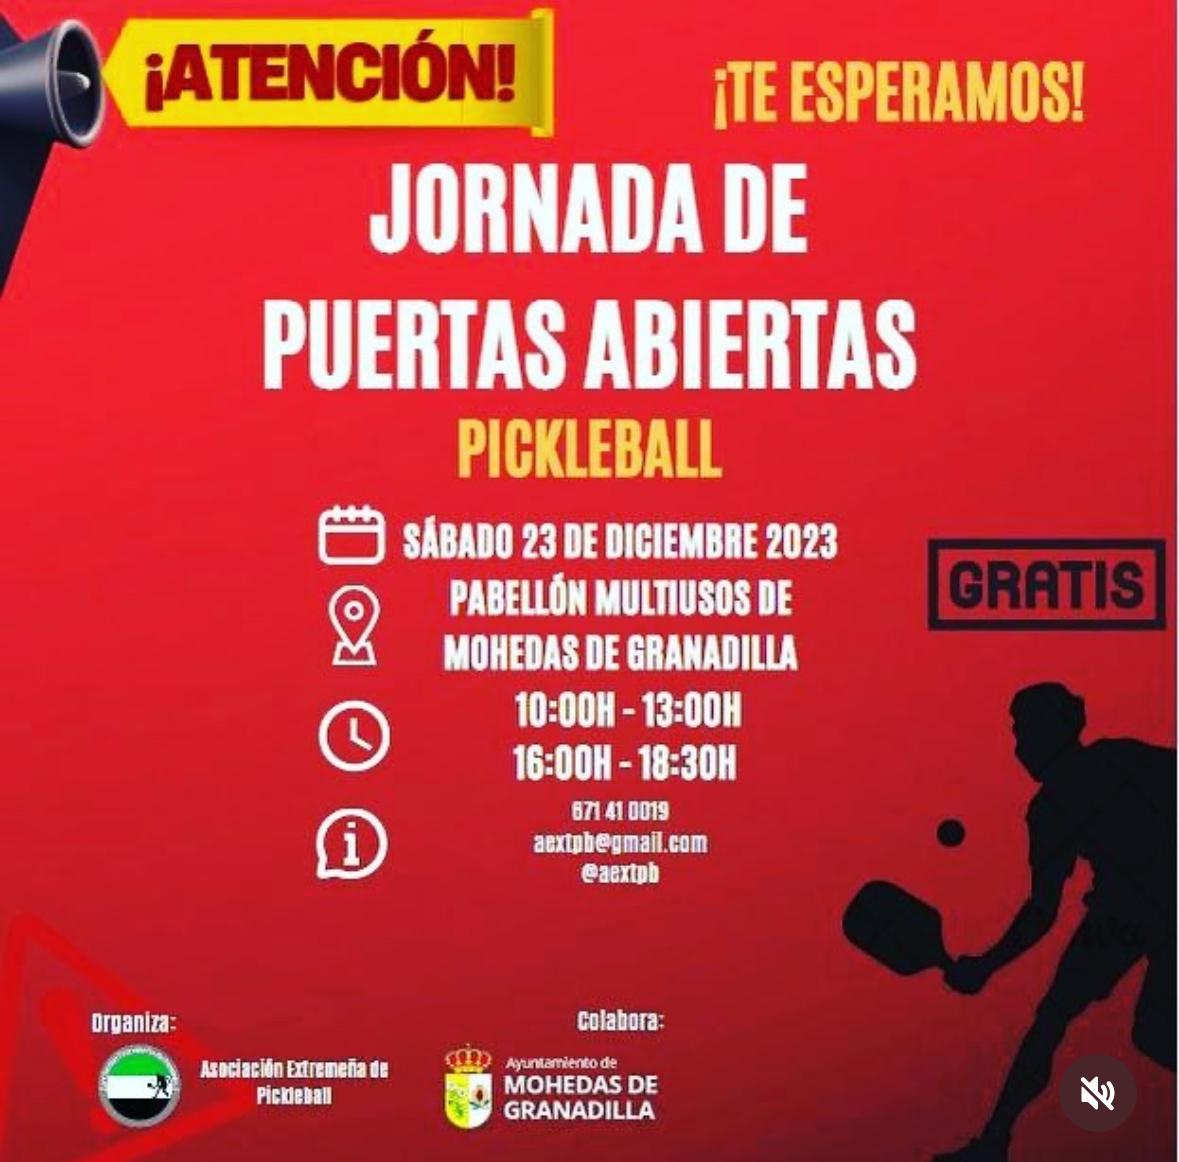 ¡ATENCIÓN!
¡TE ESPERAMOS!
JORNADA DE
PUERTAS ABIERTAS
PICKLEBALL
SÁBADO 23 DE DICIEMBRE 2023
PABELLÓN MULTIUSOS DE
MOHEDAS DE GRANADILLA
GRATIS
10:00H - 13:00H
16:00H - 18:30H
671 41 0019
aextpb@gmail.com
@aextpb
Organiza:
Asociación Extremeña de
Pickleball
Colabora:
Ayuntamiento de
MOHEDAS DE
GRANADILLA